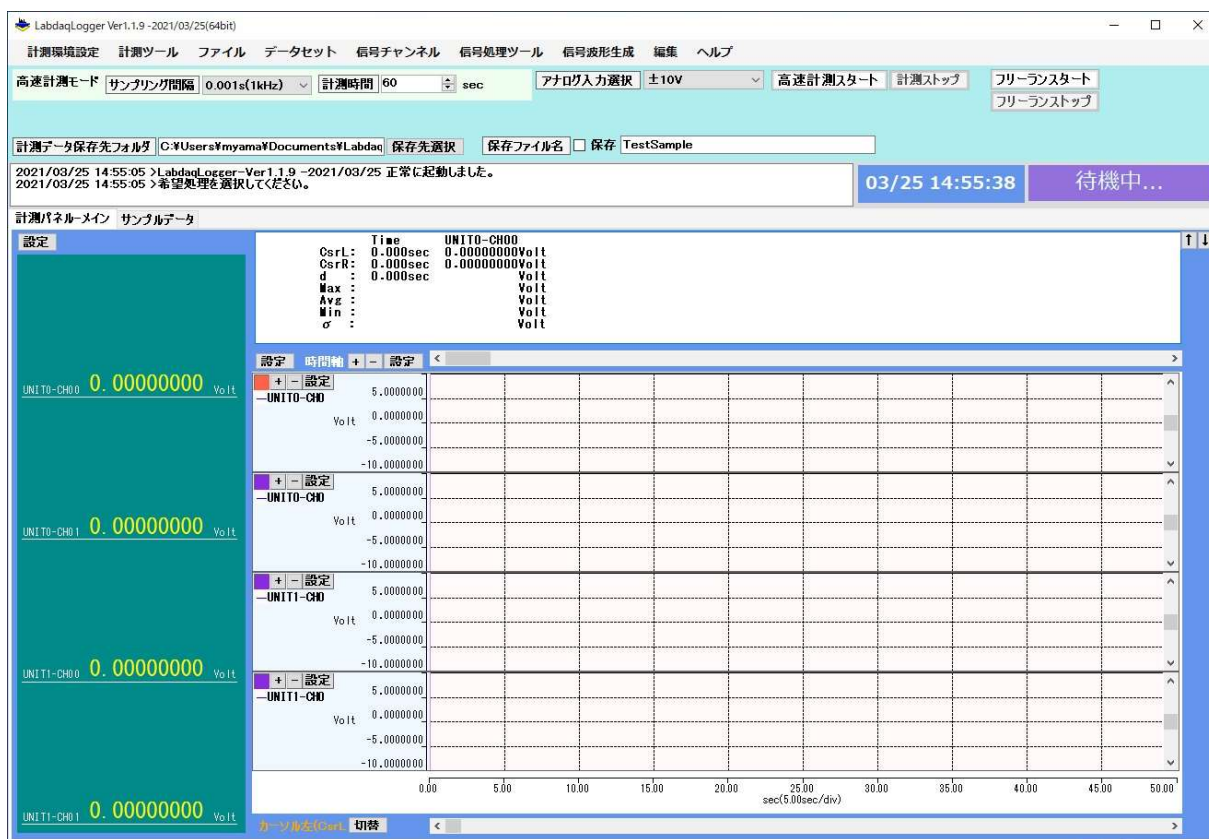 LabdaqLogger Ver1.1.9 -2021/03/25(64bit)
計測環境設定 計測ツール ファイル データセット 信号チャンネル 信号処理ツール 信号波形生成 編集 ヘルプ
高速計測モード サンプリング間隔 0.001s(1kHz) 計測時間 60 sec アナログ入力選択 ±10V 高速計測スタート 計測ストップ フリーランスタート
フリーランストップ
計測データ保存先フォルダ C:¥Users¥myama¥Documents¥Labdaq 保存先選択 保存ファイル名 保存 TestSample
2021/03/25 14:55:05 >LabdaqLogger-Ver1.1.9 -2021/03/25 正常に起動しました。
2021/03/25 14:55:05 >希望処理を選択してください。
03/25 14:55:38 待機中...
計測パネル-メイン サンプルデータ
設定
Time UNIT0-CH00
CsrL: 0.000sec 0.00000000Volt
CsrR: 0.000sec 0.00000000Volt
d : 0.000sec Volt
Max : Volt
Avg : Volt
Min : Volt
σ : Volt
↑ ↓
設定 時間軸 + - 設定
UNIT0-CH00 0.00000000 Volt
UNIT0-CH01 0.00000000 Volt
UNIT1-CH00 0.00000000 Volt
UNIT1-CH01 0.00000000 Volt
+ - 設定
—UNIT0-CH0
Volt
5.0000000
0.0000000
-5.0000000
-10.0000000
+ - 設定
—UNIT0-CH0
Volt
5.0000000
0.0000000
-5.0000000
-10.0000000
+ - 設定
—UNIT1-CH0
Volt
5.0000000
0.0000000
-5.0000000
-10.0000000
+ - 設定
—UNIT1-CH0
Volt
5.0000000
0.0000000
-5.0000000
-10.0000000
0.00 5.00 10.00 15.00 20.00 25.00 30.00 35.00 40.00 45.00 50.00
sec(5.00sec/div)
カーソル左(CsrL 切替